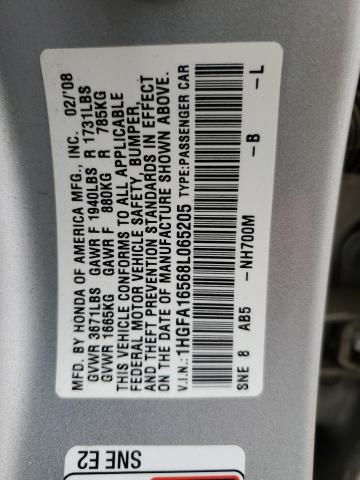 MFD. BY HONDA OF AMERICA MFG., INC. 02/'08
GVWR 3671LBS GAWR F 1940LBS R 1731LBS
GVWR 1665KG GAWR F 880KG R 785KG
THIS VEHICLE CONFORMS TO ALL APPLICABLE
FEDERAL MOTOR VEHICLE SAFETY, BUMPER,
AND THEFT PREVENTION STANDARDS IN EFFECT
ON THE DATE OF MANUFACTURE SHOWN ABOVE.
V.I.N.: 1HGFA16568L065205 TYPE:PASSENGER CAR
SNE 8 AB5 -NH700M -B -L
SNE E2